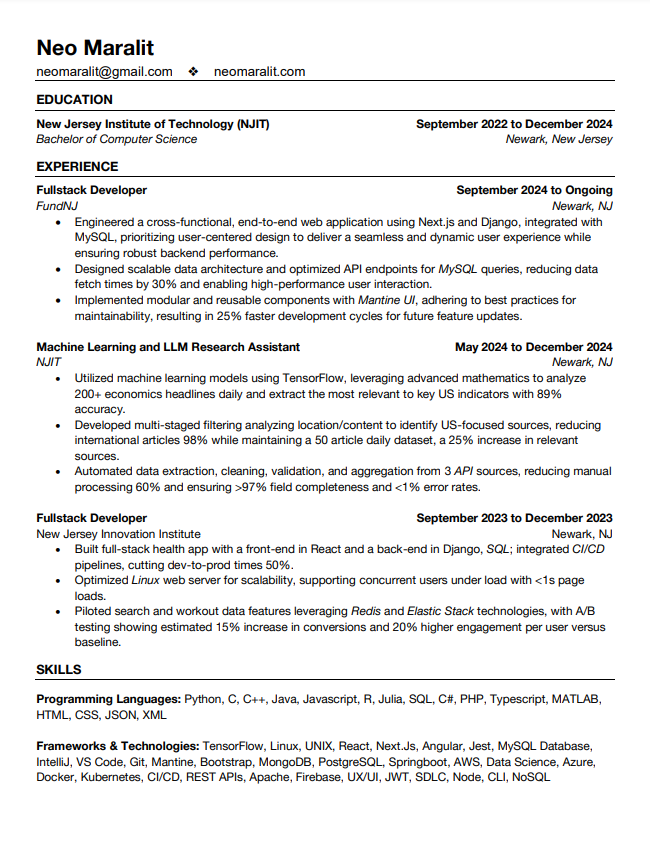 Neo Maralit
neomaralit@gmail.com ❖ neomaralit.com
EDUCATION
New Jersey Institute of Technology (NJIT) September 2022 to December 2024
Bachelor of Computer Science Newark, New Jersey
EXPERIENCE
Fullstack Developer September 2024 to Ongoing
FundNJ Newark, NJ
• Engineered a cross-functional, end-to-end web application using Next.js and Django, integrated with
MySQL, prioritizing user-centered design to deliver a seamless and dynamic user experience while
ensuring robust backend performance.
• Designed scalable data architecture and optimized API endpoints for MySQL queries, reducing data
fetch times by 30% and enabling high-performance user interaction.
• Implemented modular and reusable components with Mantine UI, adhering to best practices for
maintainability, resulting in 25% faster development cycles for future feature updates.
Machine Learning and LLM Research Assistant May 2024 to December 2024
NJIT Newark, NJ
• Utilized machine learning models using TensorFlow, leveraging advanced mathematics to analyze
200+ economics headlines daily and extract the most relevant to key US indicators with 89%
accuracy.
• Developed multi-staged filtering analyzing location/content to identify US-focused sources, reducing
international articles 98% while maintaining a 50 article daily dataset, a 25% increase in relevant
sources.
• Automated data extraction, cleaning, validation, and aggregation from 3 API sources, reducing manual
processing 60% and ensuring >97% field completeness and <1% error rates.
Fullstack Developer September 2023 to December 2023
New Jersey Innovation Institute Newark, NJ
• Built full-stack health app with a front-end in React and a back-end in Django, SQL; integrated CI/CD
pipelines, cutting dev-to-prod times 50%.
• Optimized Linux web server for scalability, supporting concurrent users under load with <1s page
loads.
• Piloted search and workout data features leveraging Redis and Elastic Stack technologies, with A/B
testing showing estimated 15% increase in conversions and 20% higher engagement per user versus
baseline.
SKILLS
Programming Languages: Python, C, C++, Java, Javascript, R, Julia, SQL, C#, PHP, Typescript, MATLAB,
HTML, CSS, JSON, XML
Frameworks & Technologies: TensorFlow, Linux, UNIX, React, Next.Js, Angular, Jest, MySQL Database,
IntelliJ, VS Code, Git, Mantine, Bootstrap, MongoDB, PostgreSQL, Springboot, AWS, Data Science, Azure,
Docker, Kubernetes, CI/CD, REST APIs, Apache, Firebase, UX/UI, JWT, SDLC, Node, CLI, NoSQL